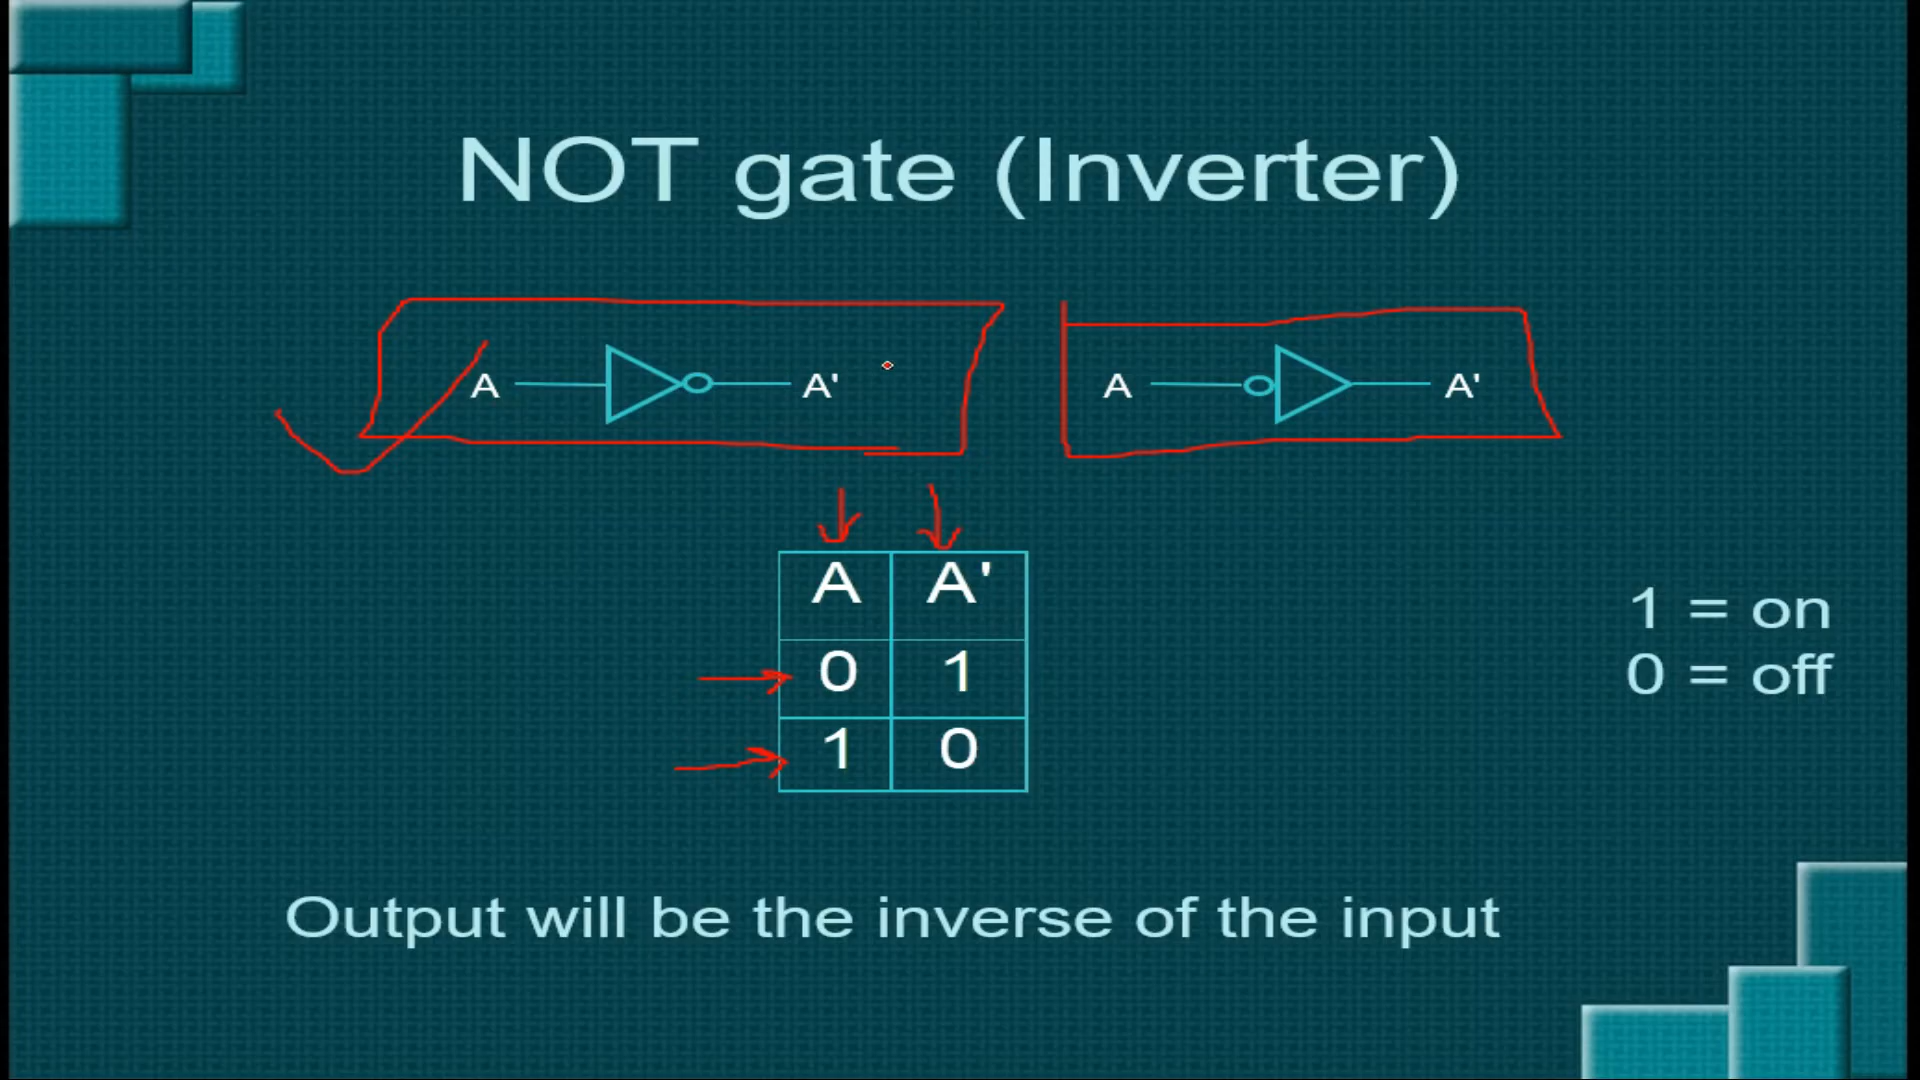 NOT gate (Inverter)
A A'
A A'
A A'
0 1
1 0
1 = on
0 = off
Output will be the inverse of the input